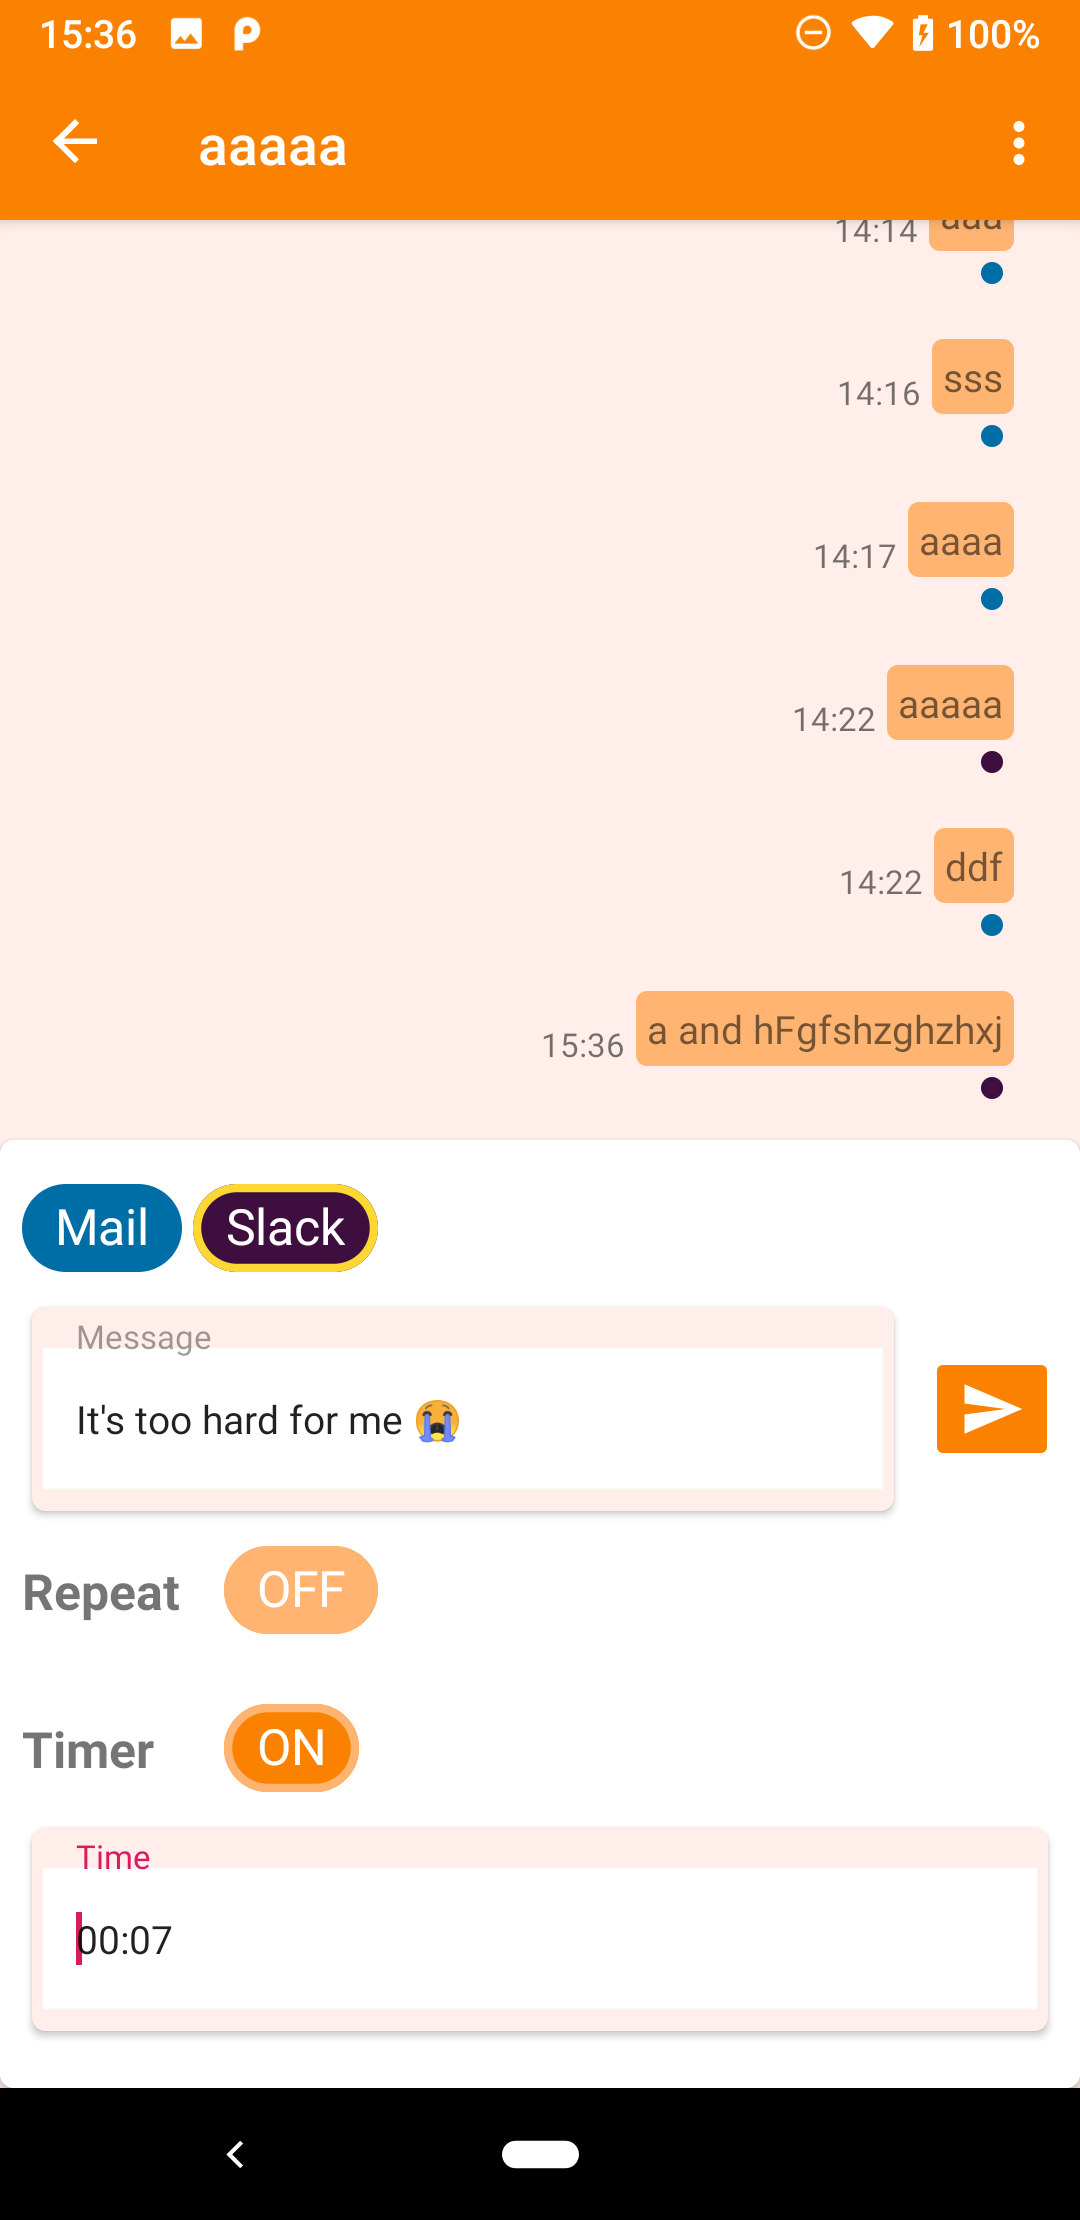 15:36 100%
aaaaa
14:14 aaa
14:16 sss
14:17 aaaa
14:22 aaaaa
14:22 ddf
15:36 a and hFgfshzghzhxj
Mail Slack
Message
It's too hard for me 😭
Repeat OFF
Timer ON
Time
00:07